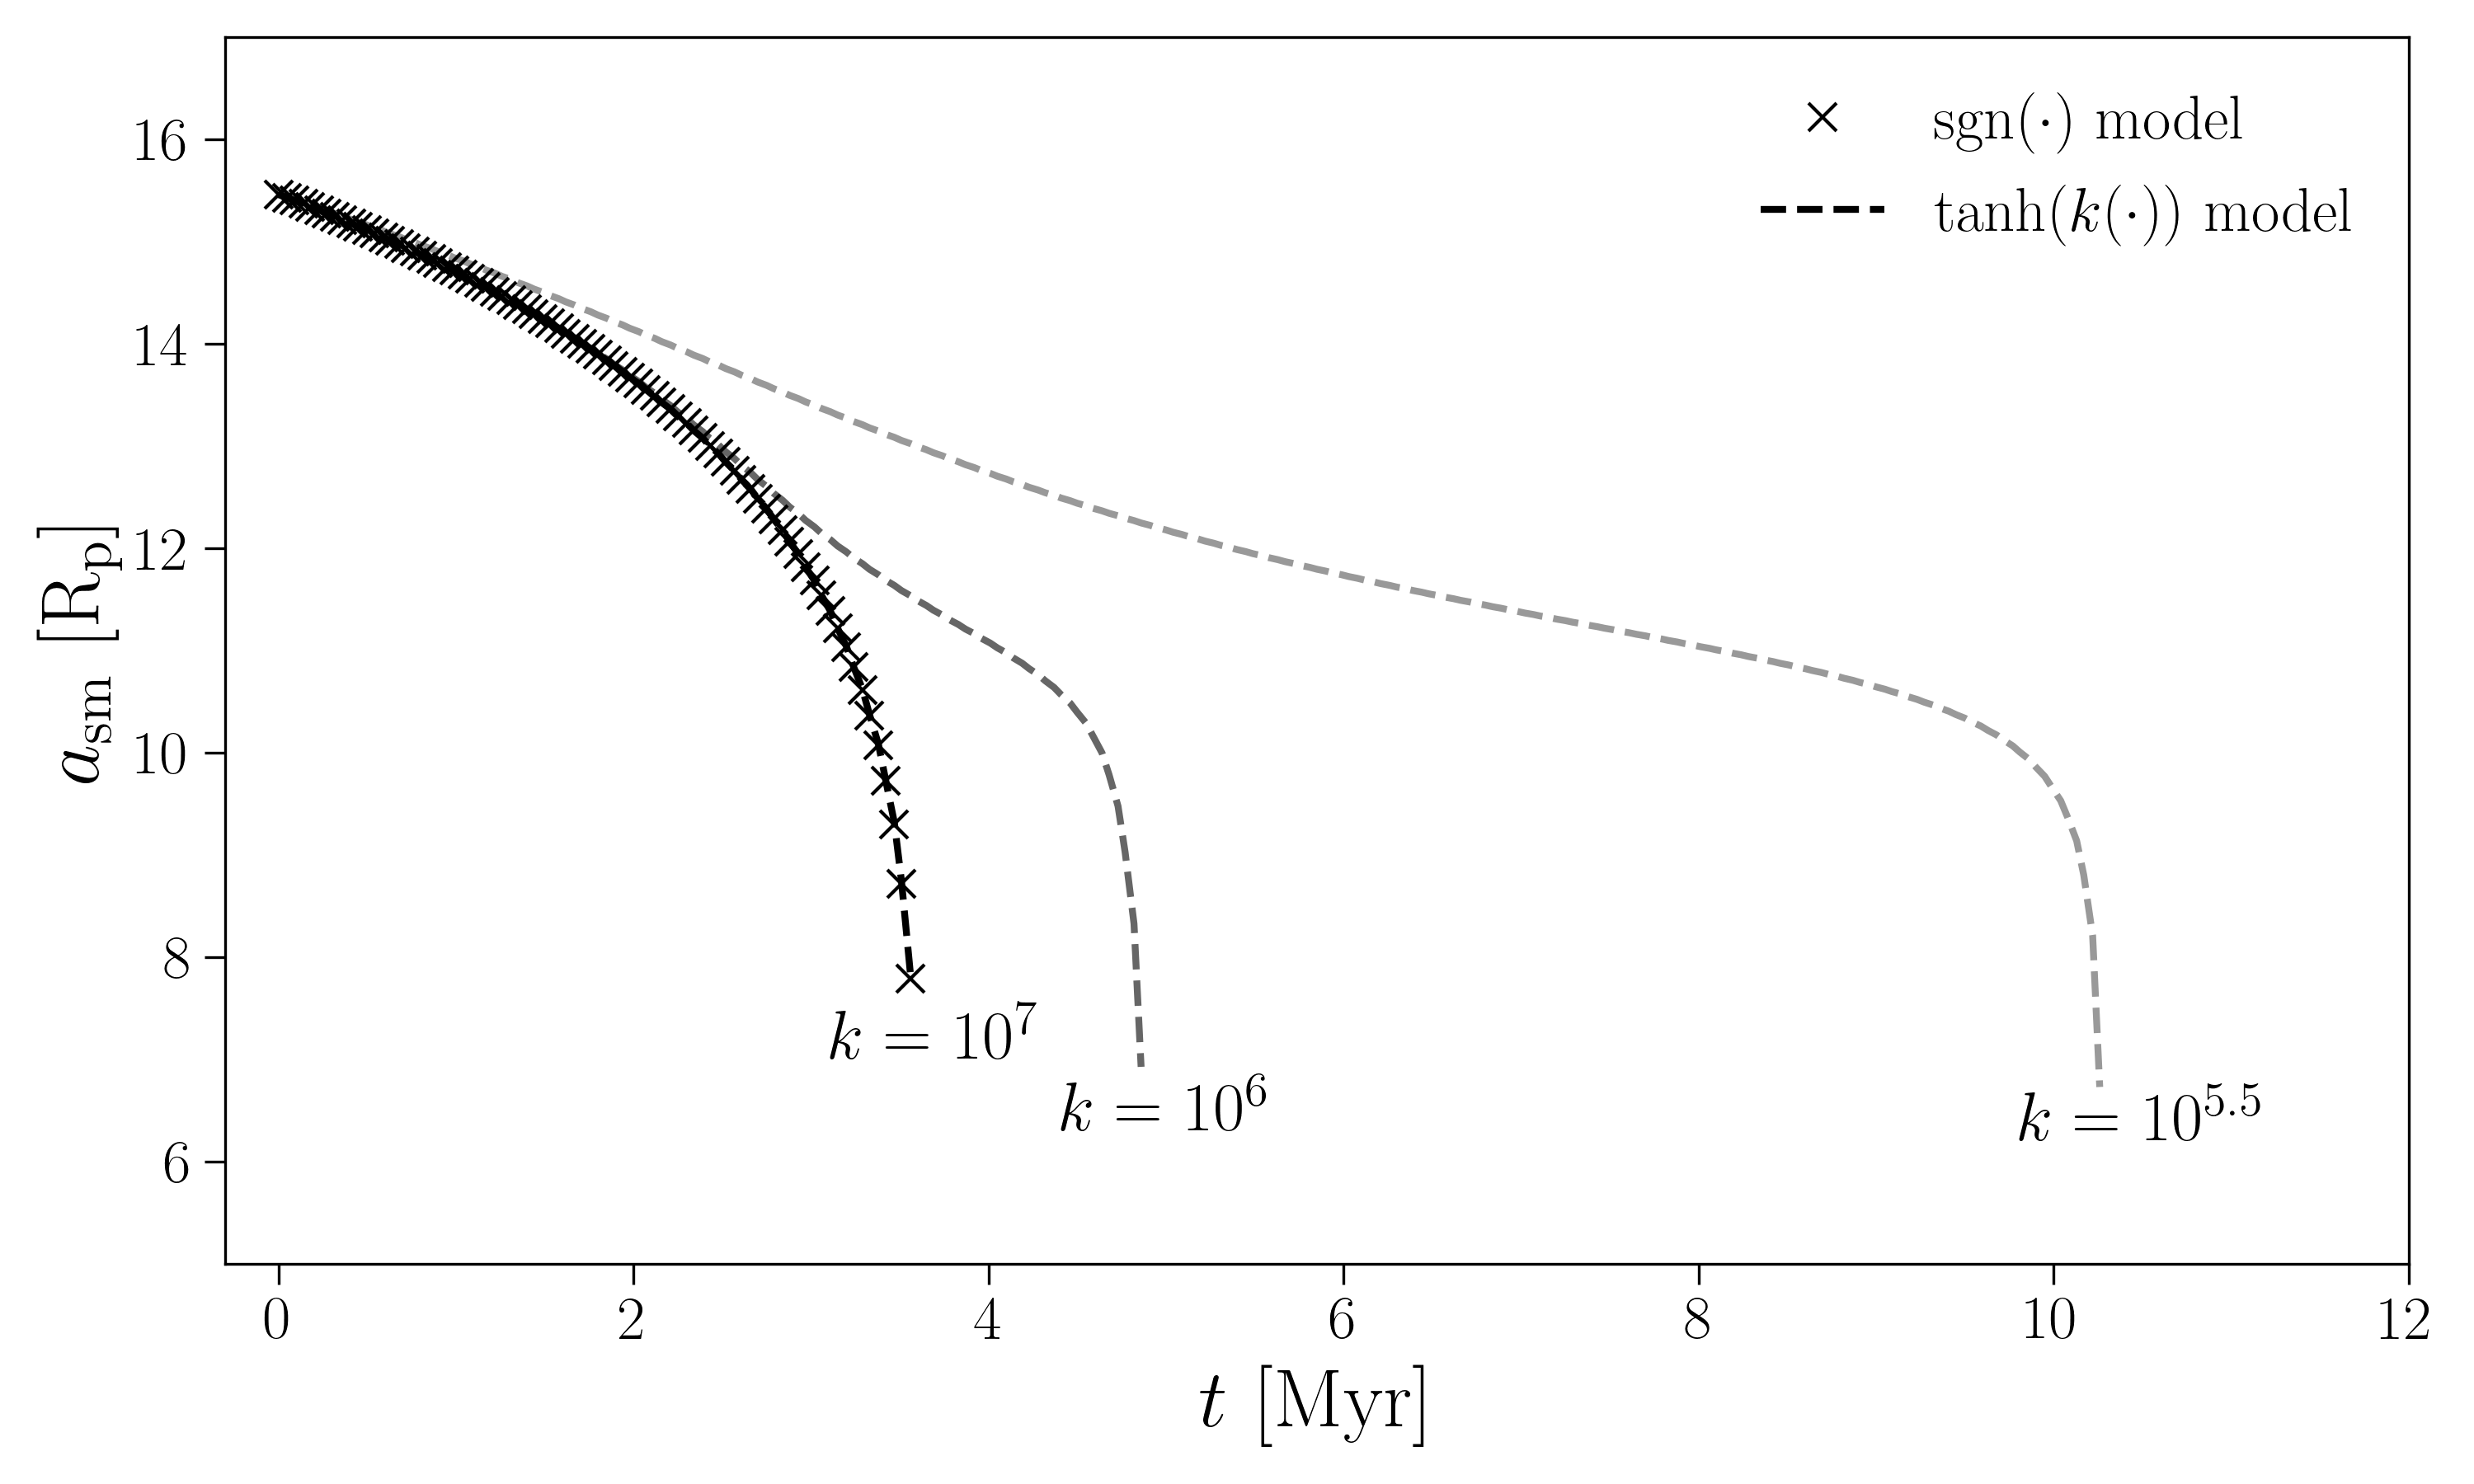 sgn(·) model
tanh(k(·)) model
16
14
12
10
8
6
a_sm [R_p]
k = 10^7
k = 10^6
k = 10^5.5
0 2 4 6 8 10 12
t [Myr]